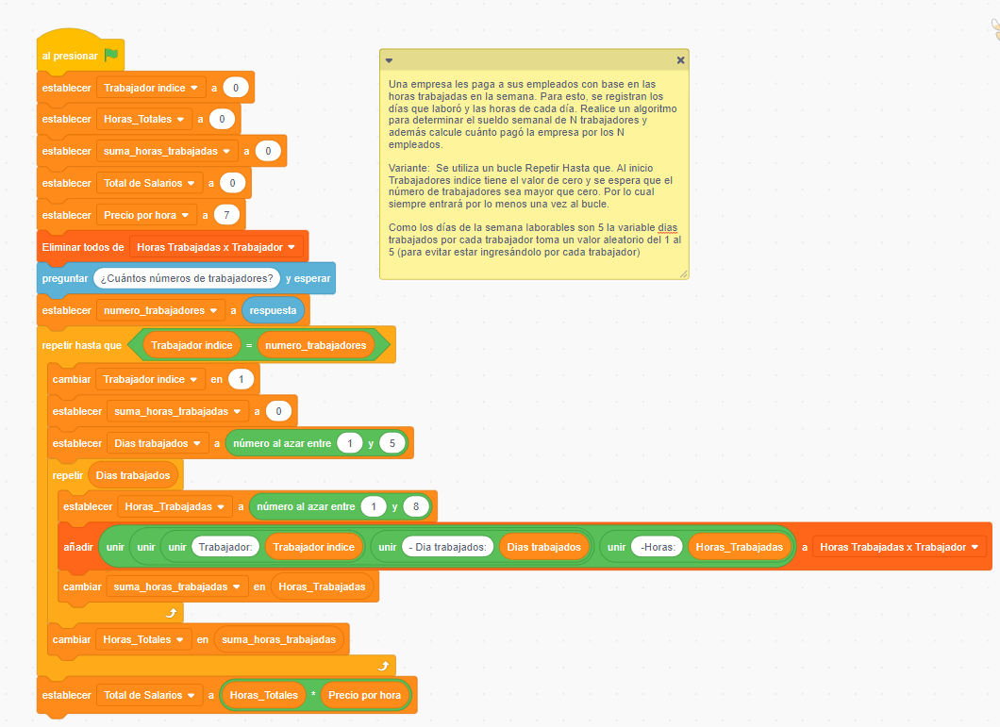 al presionar
establecer Trabajador indice a 0
establecer Horas_Totales a 0
establecer suma_horas_trabajadas a 0
establecer Total de Salarios a 0
establecer Precio por hora a 7
Eliminar todos de Horas Trabajadas x Trabajador
preguntar ¿Cuántos números de trabajadores? y esperar
establecer numero_trabajadores a respuesta
repetir hasta que Trabajador indice = numero_trabajadores
cambiar Trabajador indice en 1
establecer suma_horas_trabajadas a 0
establecer Dias trabajados a número al azar entre 1 y 5
repetir Dias trabajados
establecer Horas_Trabajadas a número al azar entre 1 y 8
añadir unir unir unir Trabajador: Trabajador indice unir - Dia trabajados: Dias trabajados unir -Horas: Horas_Trabajadas a Horas Trabajadas x Trabajador
cambiar suma_horas_trabajadas en Horas_Trabajadas
cambiar Horas_Totales en suma_horas_trabajadas
establecer Total de Salarios a Horas_Totales * Precio por hora
Una empresa les paga a sus empleados con base en las
horas trabajadas en la semana. Para esto, se registran los
días que laboró y las horas de cada día. Realice un algoritmo
para determinar el sueldo semanal de N trabajadores y
además calcule cuánto pagó la empresa por los N
empleados.
Variante: Se utiliza un bucle Repetir Hasta que. Al inicio
Trabajadores indice tiene el valor de cero y se espera que el
número de trabajadores sea mayor que cero. Por lo cual
siempre entrará por lo menos una vez al bucle.
Como los días de la semana laborables son 5 la variable dias
trabajados por cada trabajador toma un valor aleatorio del 1 al
5 (para evitar estar ingresándolo por cada trabajador)